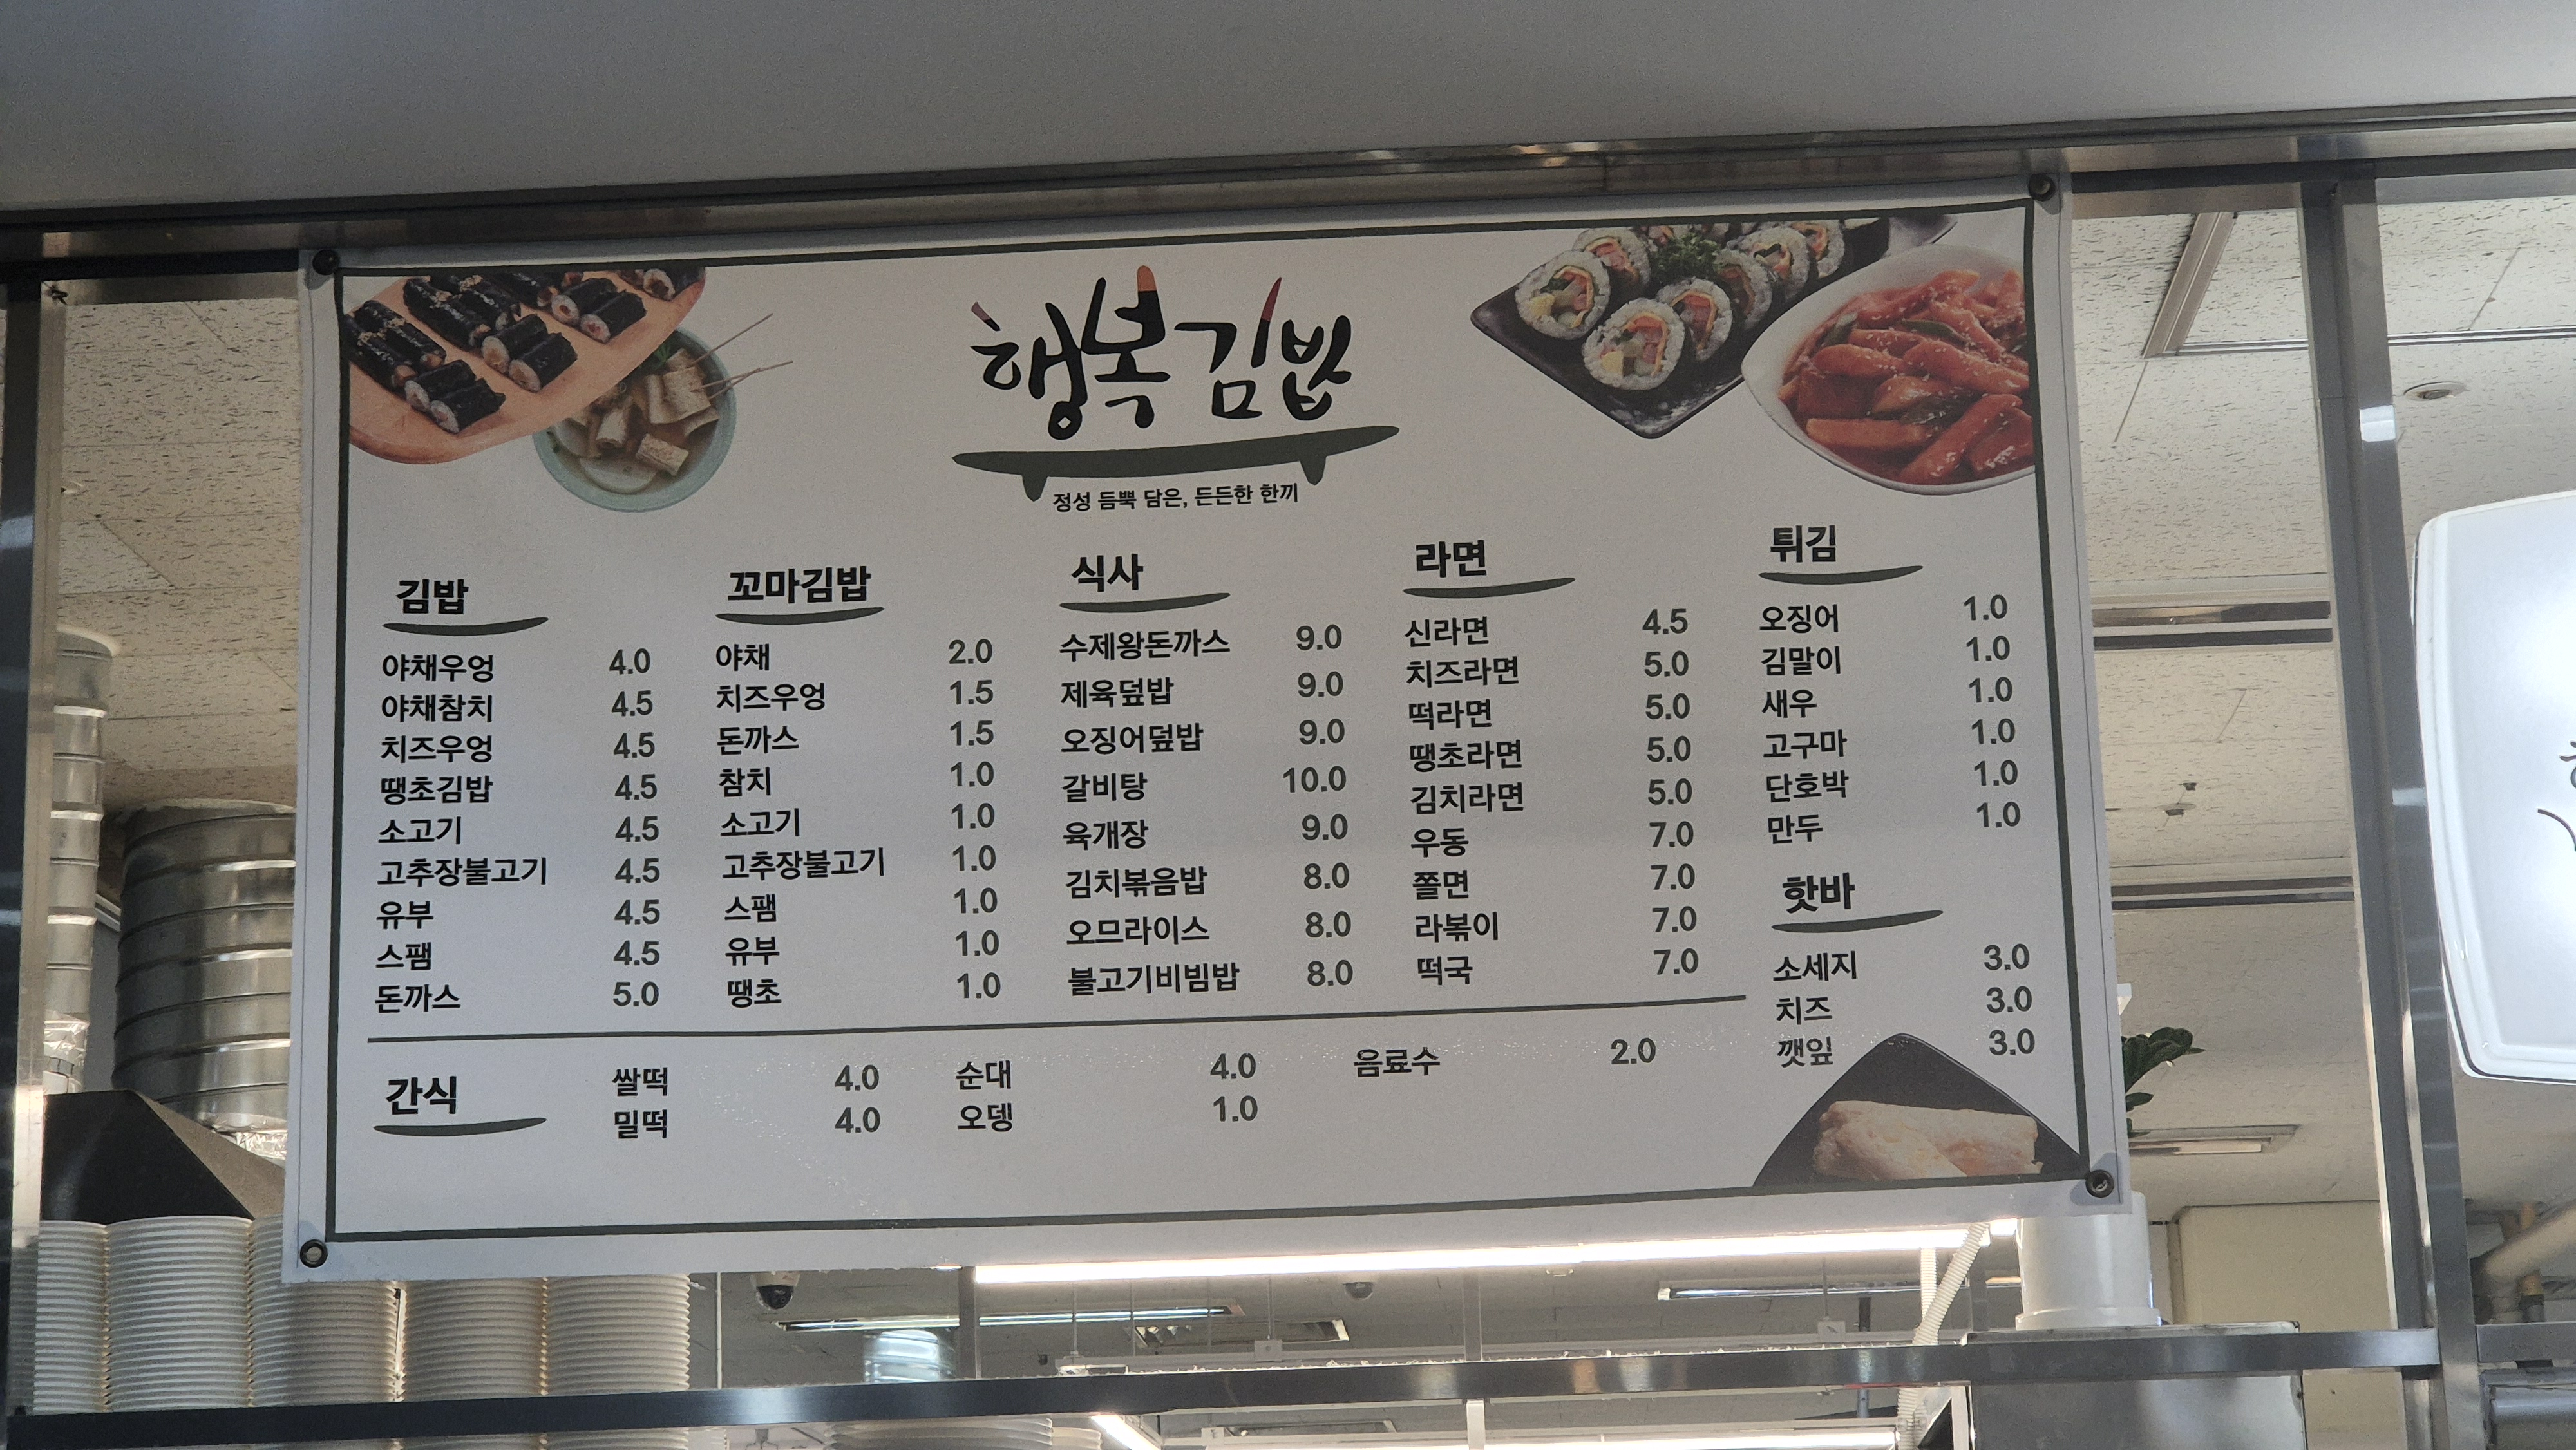 행복김밥
정성 듬뿍 담은, 든든한 한끼
김밥
야채우엉 4.0
야채참치 4.5
치즈우엉 4.5
땡초김밥 4.5
소고기 4.5
고추장불고기 4.5
유부 4.5
스팸 4.5
돈까스 5.0
꼬마김밥
야채 2.0
치즈우엉 1.5
돈까스 1.5
참치 1.0
소고기 1.0
고추장불고기 1.0
스팸 1.0
유부 1.0
땡초 1.0
식사
수제왕돈까스 9.0
제육덮밥 9.0
오징어덮밥 9.0
갈비탕 10.0
육개장 9.0
김치볶음밥 8.0
오므라이스 8.0
불고기비빔밥 8.0
라면
신라면 4.5
치즈라면 5.0
떡라면 5.0
땡초라면 5.0
김치라면 5.0
우동 7.0
쫄면 7.0
라볶이 7.0
떡국 7.0
튀김
오징어 1.0
김말이 1.0
새우 1.0
고구마 1.0
단호박 1.0
만두 1.0
핫바
소세지 3.0
치즈 3.0
깻잎 3.0
간식
쌀떡 4.0
밀떡 4.0
순대 4.0
오뎅 1.0
음료수 2.0